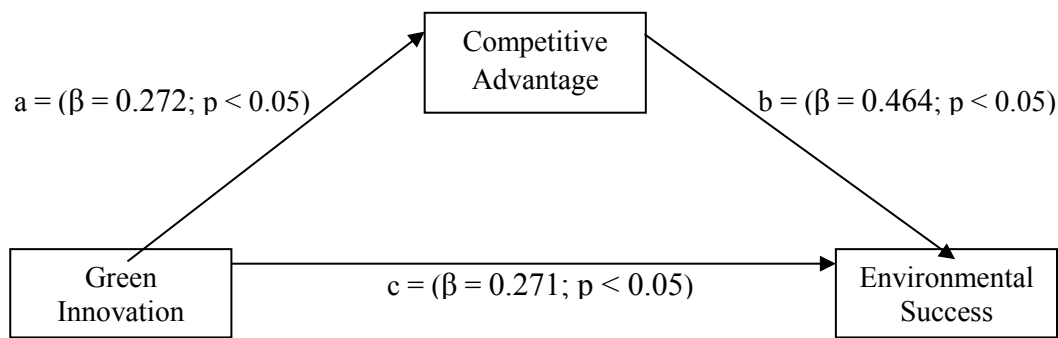 Competitive
Advantage
a = (β = 0.272; p < 0.05)
b = (β = 0.464; p < 0.05)
Green
Innovation
c = (β = 0.271; p < 0.05)
Environmental
Success